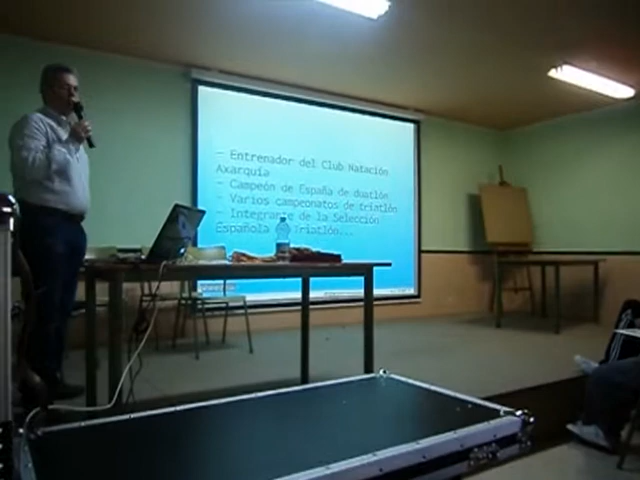 - Entrenador del Club Natación
Axarquía
- Campeón de España de duatlón
- Varios campeonatos de triatlón
- Integrante de la Selección
Española Triatlón...